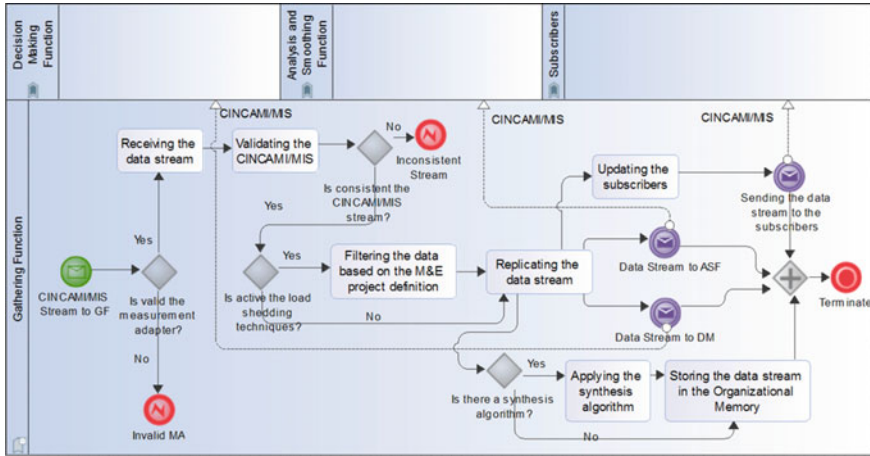 Decision
Making
Function
Analysis and
Smoothing
Function
Subscribers
Gathering Function
CINCAMI/MIS
CINCAMI/MIS
CINCAMI/MIS
Receiving the
data stream
Validating the
CINCAMI/MIS
No
Inconsistent
Stream
Is consistent the
CINCAMI/MIS
stream?
Updating the
subscribers
Sending the data
stream to the
subscribers
Yes
Yes
CINCAMI/MIS
Stream to GF
Is valid the
measurement
adapter?
Yes
Filtering the data
based on the M&E
project definition
Replicating the
data stream
Data Stream to ASF
Is active the load
shedding
techniques?
No
Data Stream to DM
Terminate
No
Invalid MA
Is there a synthesis
algorithm?
Yes
Applying the
synthesis
algorithm
Storing the data stream
in the Organizational
Memory
No